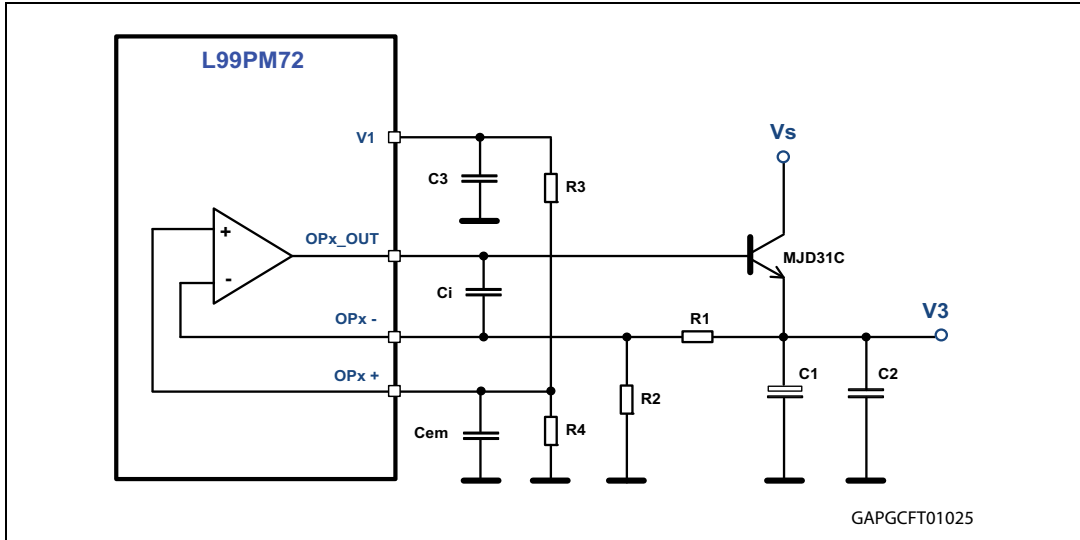 L99PM72
V1
Vs
C3
R3
+
OPx_OUT
MJD31C
-
Ci
OPx -
R1
V3
OPx +
C1
C2
R2
Cem
R4
GAPGCFT01025